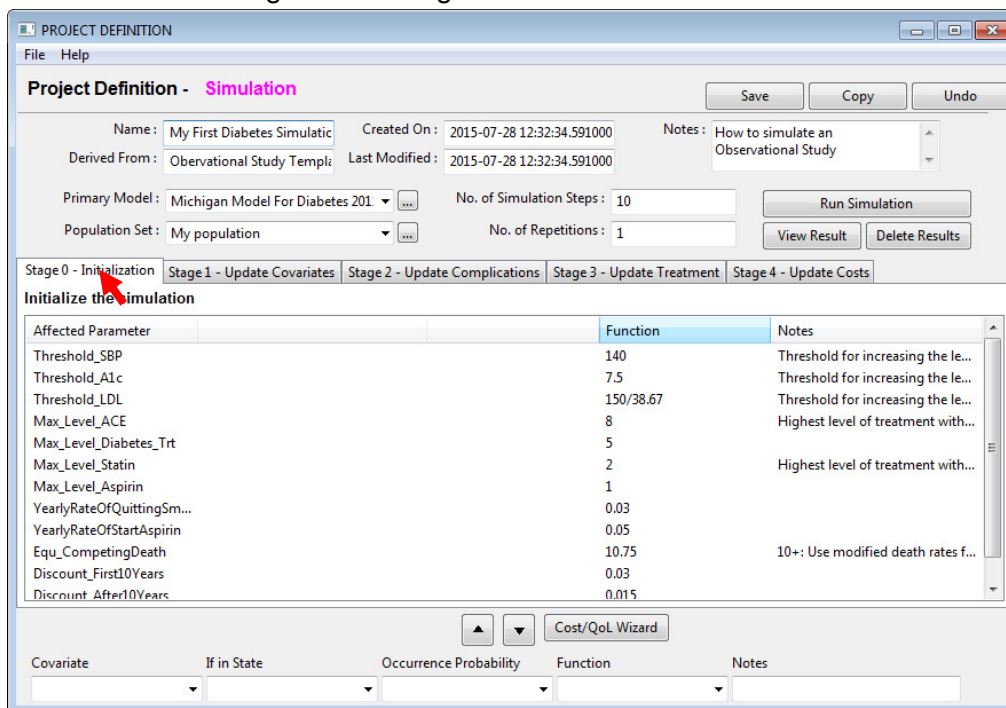 PROJECT DEFINITION
File Help
Project Definition - Simulation
Save Copy Undo
Name : My First Diabetes Simulatic Created On : 2015-07-28 12:32:34.591000 Notes : How to simulate an
Observational Study
Derived From : Obervational Study Templa Last Modified : 2015-07-28 12:32:34.591000
Primary Model : Michigan Model For Diabetes 201 ... No. of Simulation Steps : 10 Run Simulation
Population Set : My population ... No. of Repetitions : 1 View Result Delete Results
Stage 0 - Initialization Stage 1 - Update Covariates Stage 2 - Update Complications Stage 3 - Update Treatment Stage 4 - Update Costs
Initialize the simulation
Affected Parameter Function Notes
Threshold_SBP 140 Threshold for increasing the le...
Threshold_A1c 7.5 Threshold for increasing the le...
Threshold_LDL 150/38.67 Threshold for increasing the le...
Max_Level_ACE 8 Highest level of treatment with...
Max_Level_Diabetes_Trt 5
Max_Level_Statin 2 Highest level of treatment with...
Max_Level_Aspirin 1
YearlyRateOfQuittingSm... 0.03
YearlyRateOfStartAspirin 0.05
Equ_CompetingDeath 10.75 10+: Use modified death rates f...
Discount_First10Years 0.03
Discount_After10Years 0.015
Cost/QoL Wizard
Covariate If in State Occurrence Probability Function Notes